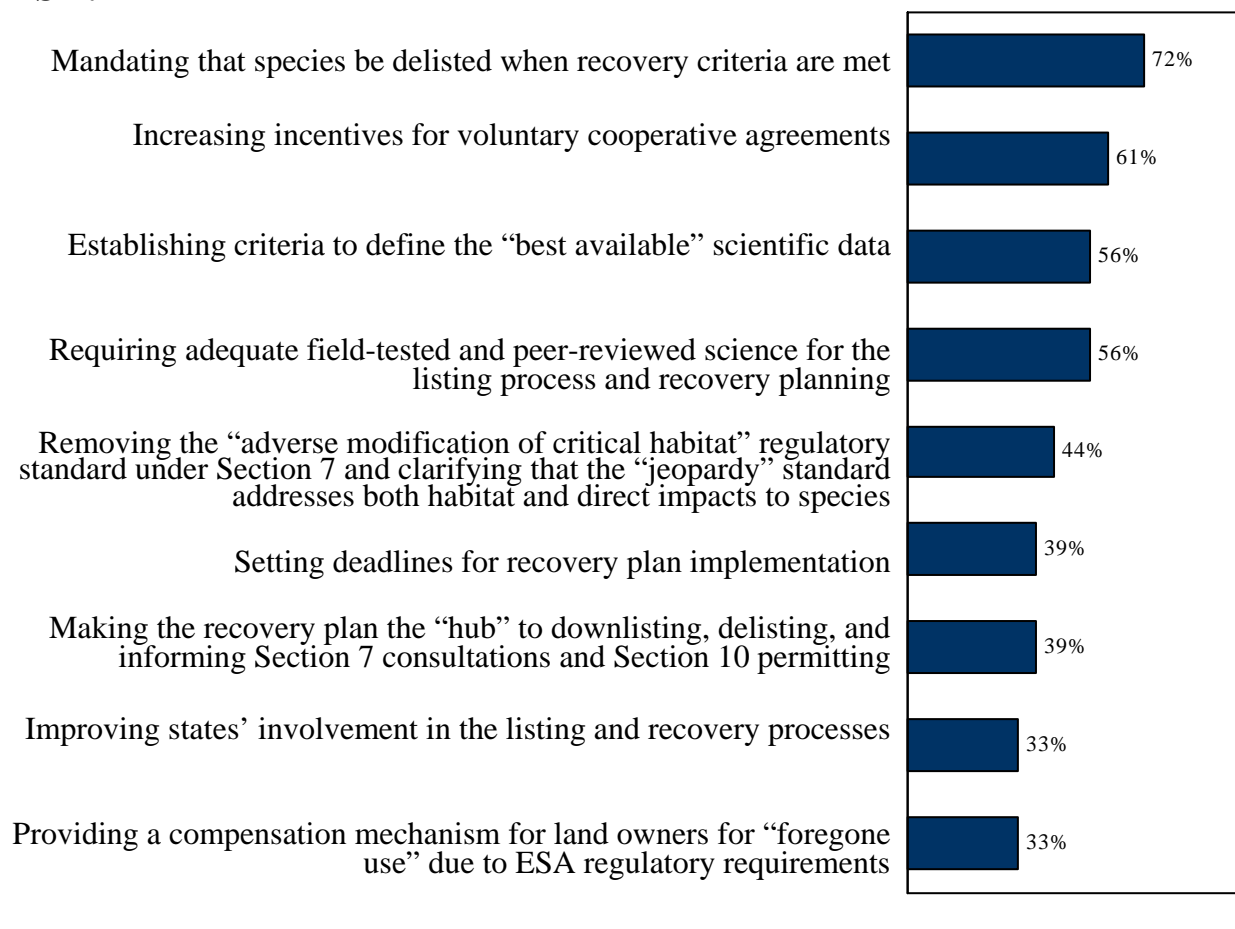 Mandating that species be delisted when recovery criteria are met
72%
Increasing incentives for voluntary cooperative agreements
61%
Establishing criteria to define the “best available” scientific data
56%
Requiring adequate field-tested and peer-reviewed science for the
listing process and recovery planning
56%
Removing the “adverse modification of critical habitat” regulatory
standard under Section 7 and clarifying that the “jeopardy” standard
addresses both habitat and direct impacts to species
44%
Setting deadlines for recovery plan implementation
39%
Making the recovery plan the “hub” to downlisting, delisting, and
informing Section 7 consultations and Section 10 permitting
39%
Improving states’ involvement in the listing and recovery processes
33%
Providing a compensation mechanism for land owners for “foregone
use” due to ESA regulatory requirements
33%